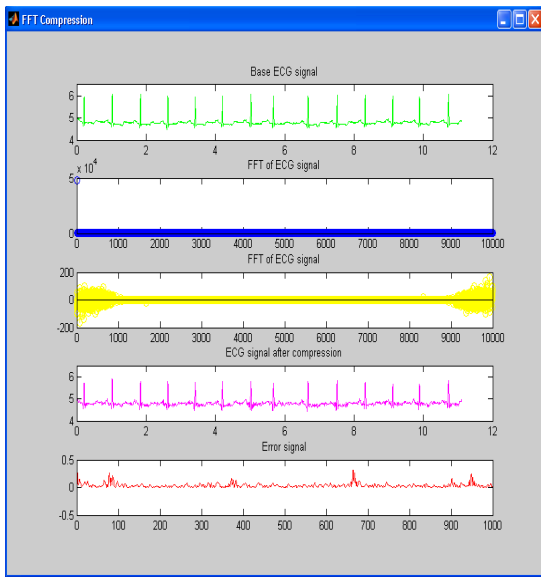 FFT Compression
Base ECG signal
6
5
4
0 2 4 6 8 10 12
x 10^4
FFT of ECG signal
5
0
0 1000 2000 3000 4000 5000 6000 7000 8000 9000 10000
FFT of ECG signal
200
0
-200
0 1000 2000 3000 4000 5000 6000 7000 8000 9000 10000
ECG signal after compression
6
5
4
0 2 4 6 8 10 12
Error signal
0.5
0
-0.5
0 100 200 300 400 500 600 700 800 900 1000